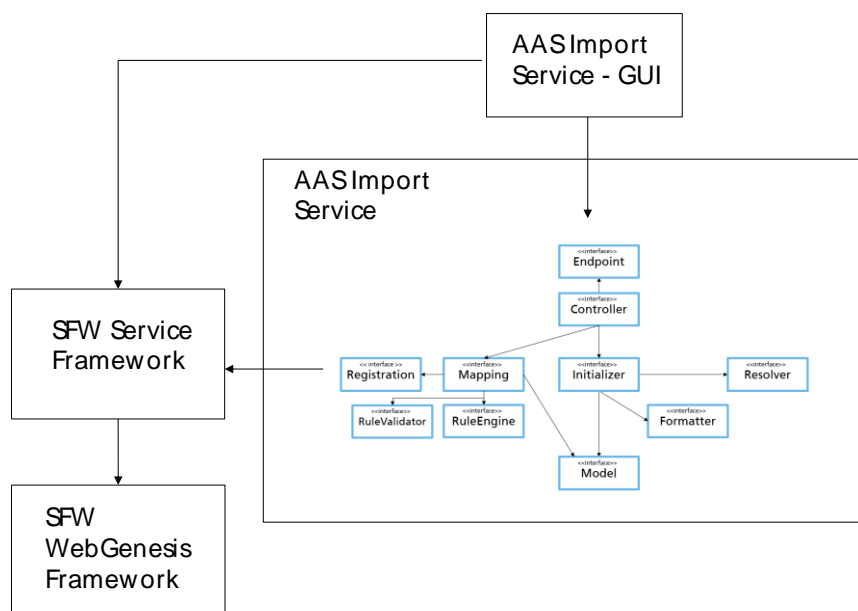 AAS Import
Service - GUI
AAS Import
Service
<<interface>>
Endpoint
<<interface>>
Controller
SFW Service
Framework
<< interface >>
Registration
<<interface>>
Mapping
<<interface>>
Initializer
<<interface>>
Resolver
<<interface>>
RuleValidator
<<interface>>
RuleEngine
<<interface>>
Formatter
<<interface>>
Model
SFW
WebGenesis
Framework